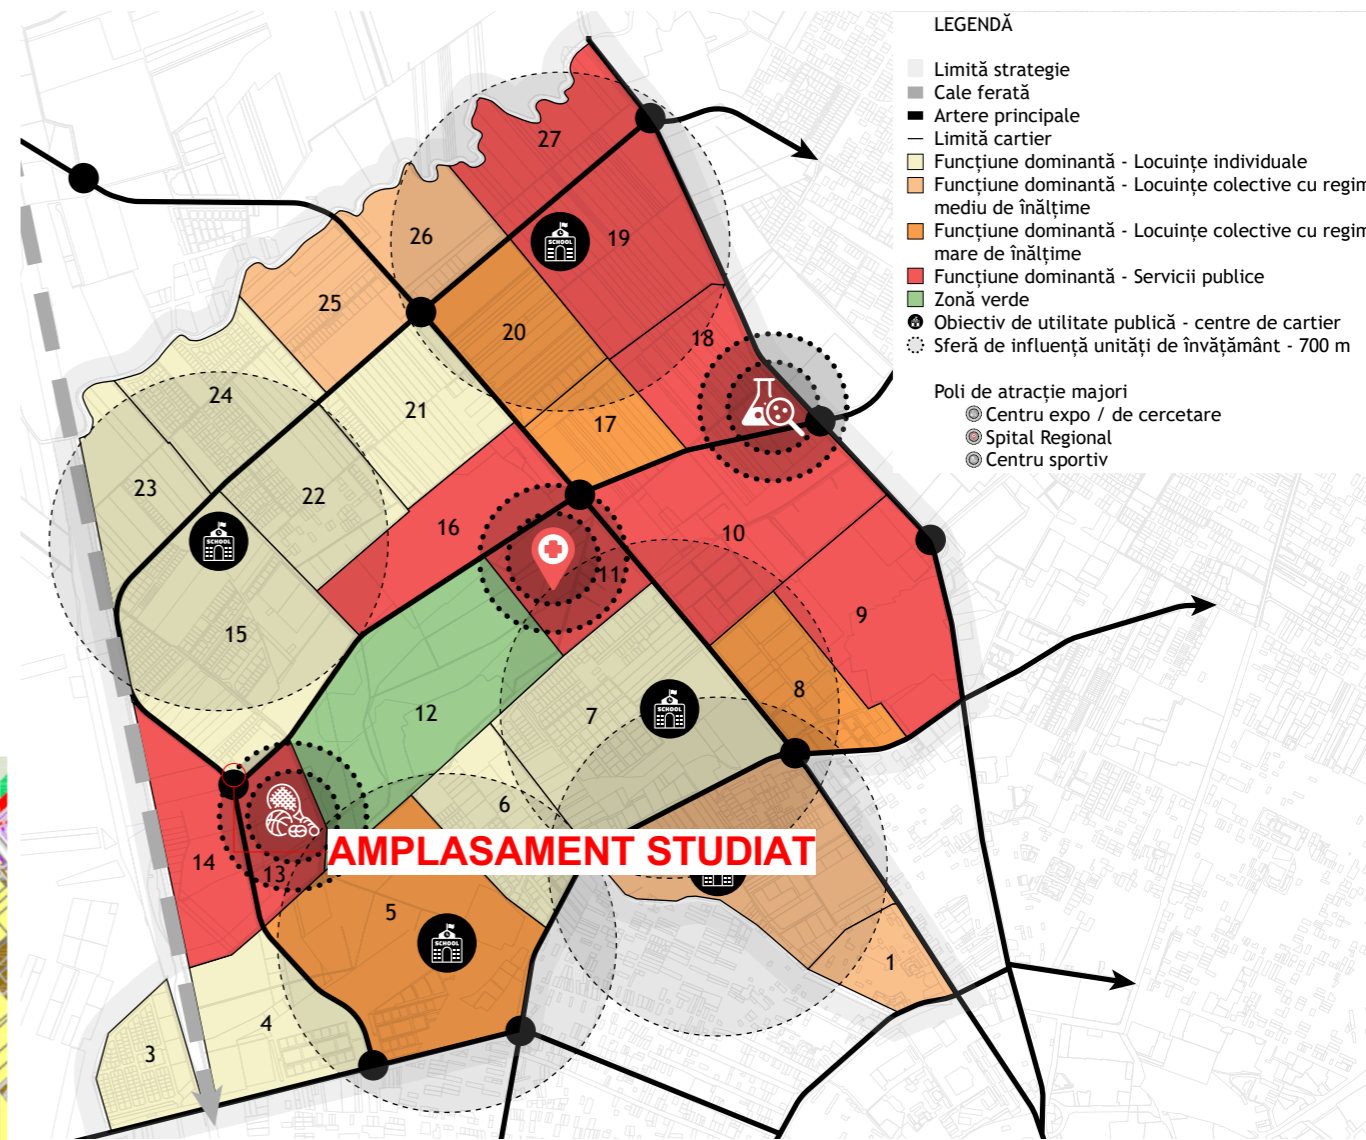 LEGENDĂ
Limită strategie
Cale ferată
Artere principale
Limită cartier
Funcțiune dominantă - Locuințe individuale
Funcțiune dominantă - Locuințe colective cu regim
mediu de înălțime
Funcțiune dominantă - Locuințe colective cu regim
mare de înălțime
Funcțiune dominantă - Servicii publice
Zonă verde
Obiectiv de utilitate publică - centre de cartier
Sferă de influență unități de învățământ - 700 m
Poli de atracție majori
Centru expo / de cercetare
Spital Regional
Centru sportiv
27
26
19
SCHOOL
25
20
18
24
21
17
23
22
16
10
SCHOOL
11
9
15
8
12
7
SCHOOL
6
AMPLASAMENT STUDIAT
14
13
5
SCHOOL
1
4
3